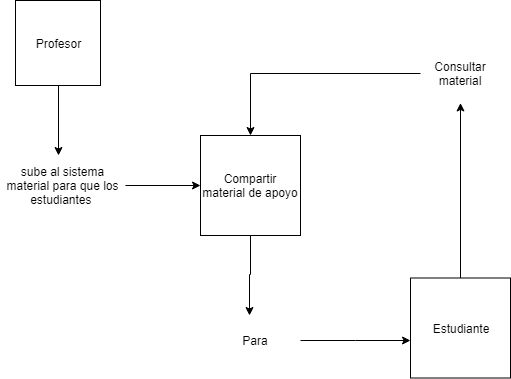 Profesor
Consultar
material
sube al sistema
material para que los
estudiantes
Compartir
material de apoyo
Para
Estudiante